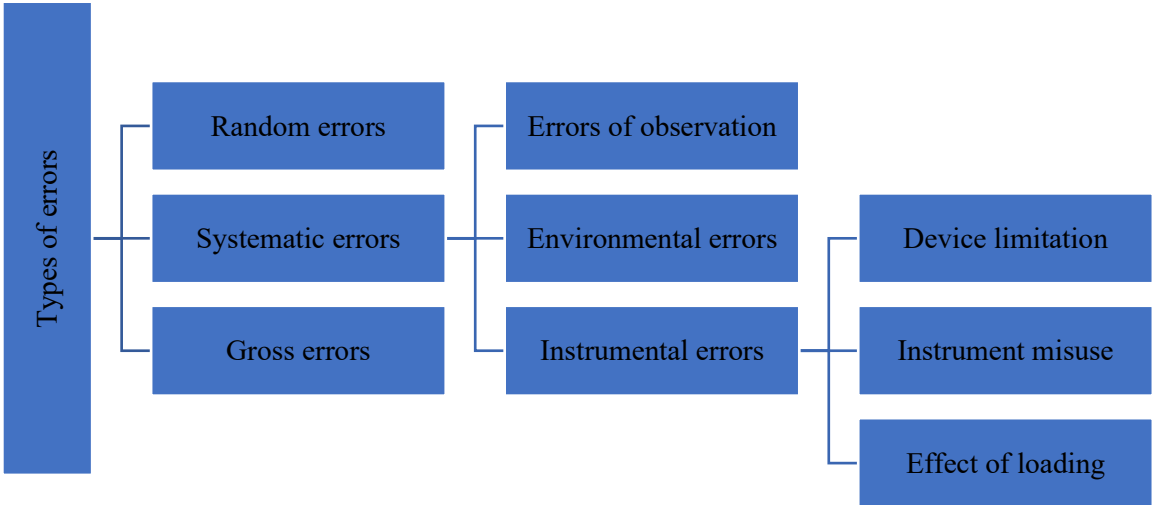 Types of errors
Random errors
Systematic errors
Gross errors
Errors of observation
Environmental errors
Instrumental errors
Device limitation
Instrument misuse
Effect of loading